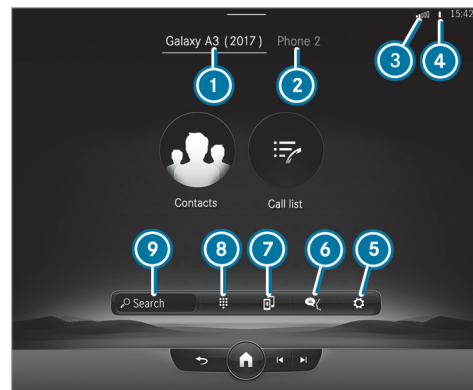 15:42
Galaxy A3 (2017) Phone 2
3 4
1 2
Contacts Call list
9 8 7 6 5
Search